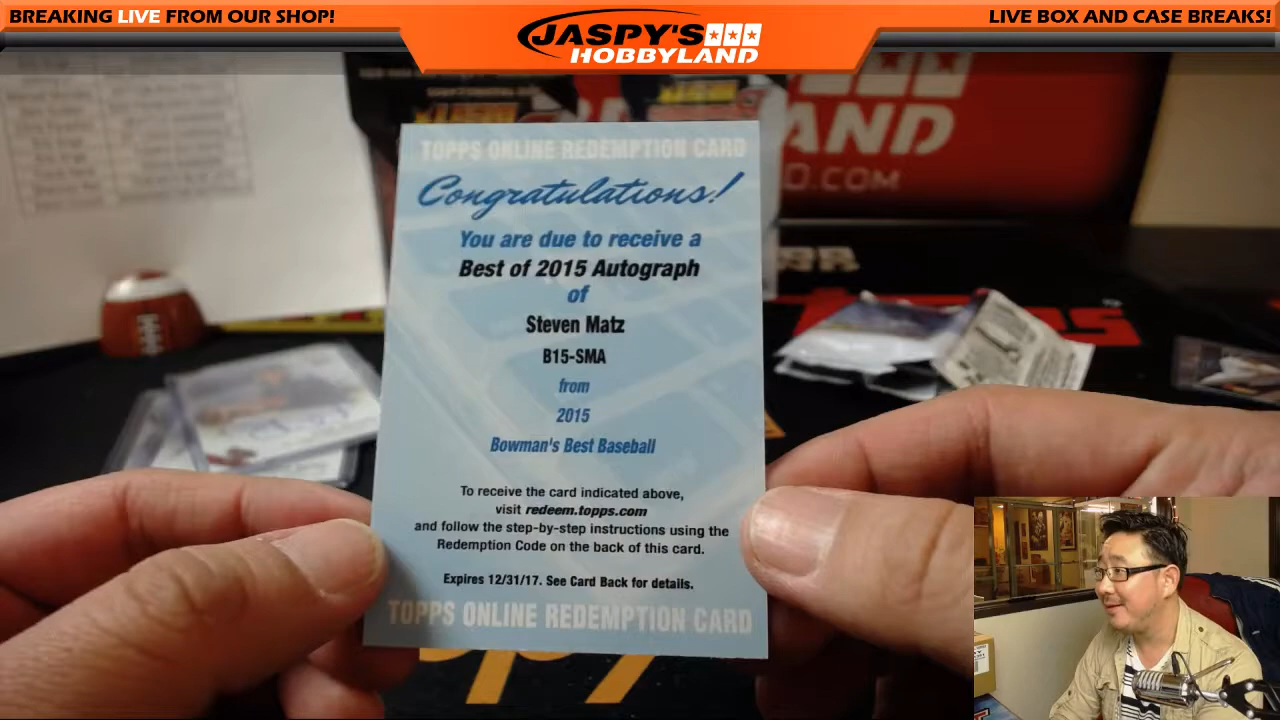 BREAKING LIVE FROM OUR SHOP!
JASPY'S
HOBBYLAND
LIVE BOX AND CASE BREAKS!
AND
.COM
TOPPS ONLINE REDEMPTION CARD
Congratulations!
You are due to receive a
Best of 2015 Autograph
of
Steven Matz
B15-SMA
from
2015
Bowman's Best Baseball
To receive the card indicated above,
visit redeem.topps.com
and follow the step-by-step instructions using the
Redemption Code on the back of this card.
Expires 12/31/17. See Card Back for details.
TOPPS ONLINE REDEMPTION CARD